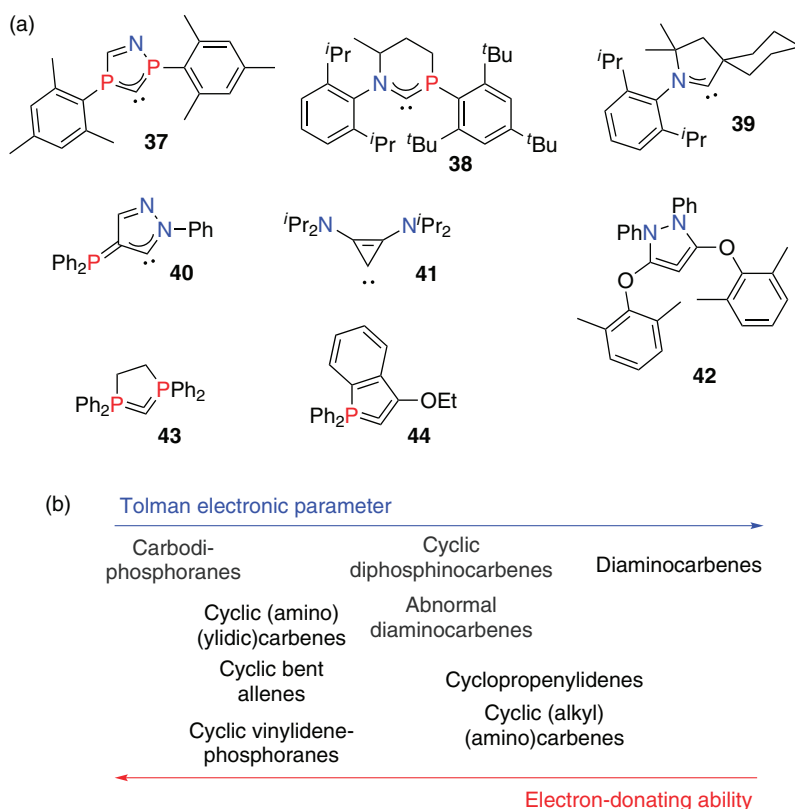 (a)
N
P
P
37
iPr
N
P
tBu
iPr
tBu
tBu
38
iPr
N
iPr
39
N
N
Ph
Ph2P
40
iPr2N
NiPr2
41
Ph
PhN
N
O
O
42
Ph2P
PPh2
43
Ph2P
OEt
44
(b)
Tolman electronic parameter
Carbodi-
phosphoranes
Cyclic
diphosphinocarbenes
Diaminocarbenes
Cyclic (amino)
(ylidic)carbenes
Abnormal
diaminocarbenes
Cyclic bent
allenes
Cyclopropenylidenes
Cyclic vinylidene-
phosphoranes
Cyclic (alkyl)
(amino)carbenes
Electron-donating ability